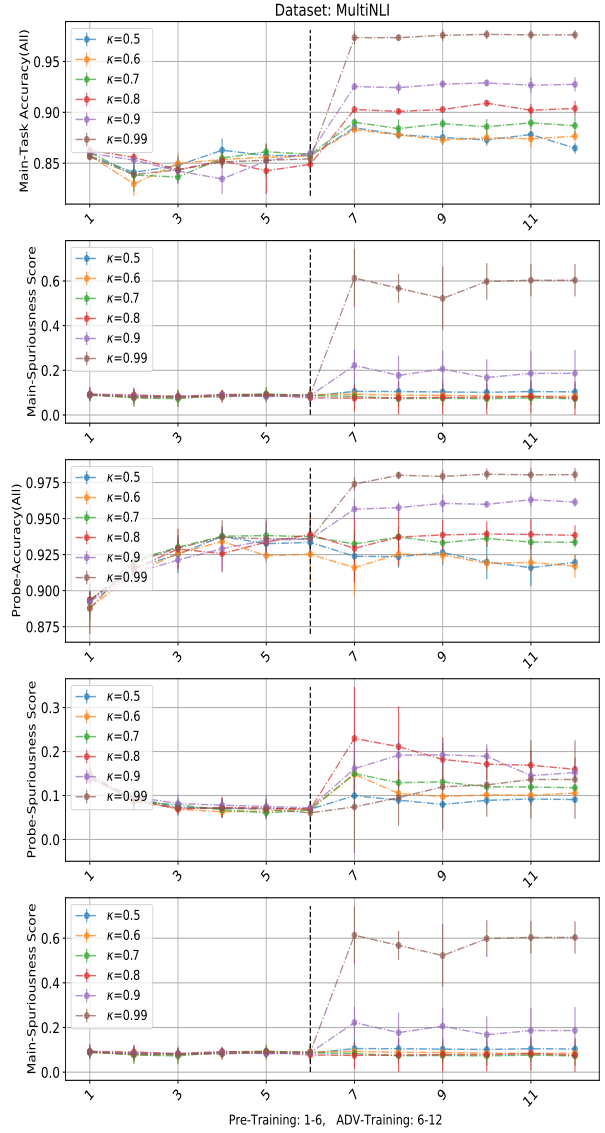 Dataset: MultiNLI
Main-Task Accuracy(All)
0.95
0.90
0.85
κ=0.5
κ=0.6
κ=0.7
κ=0.8
κ=0.9
κ=0.99
1
3
5
7
9
11
Main-Spuriousness Score
0.6
0.4
0.2
0.0
κ=0.5
κ=0.6
κ=0.7
κ=0.8
κ=0.9
κ=0.99
1
3
5
7
9
11
Probe-Accuracy(All)
0.975
0.950
0.925
0.900
0.875
κ=0.5
κ=0.6
κ=0.7
κ=0.8
κ=0.9
κ=0.99
1
3
5
7
9
11
Probe-Spuriousness Score
0.3
0.2
0.1
0.0
κ=0.5
κ=0.6
κ=0.7
κ=0.8
κ=0.9
κ=0.99
1
3
5
7
9
11
Main-Spuriousness Score
0.6
0.4
0.2
0.0
κ=0.5
κ=0.6
κ=0.7
κ=0.8
κ=0.9
κ=0.99
1
3
5
7
9
11
Pre-Training: 1-6, ADV-Training: 6-12